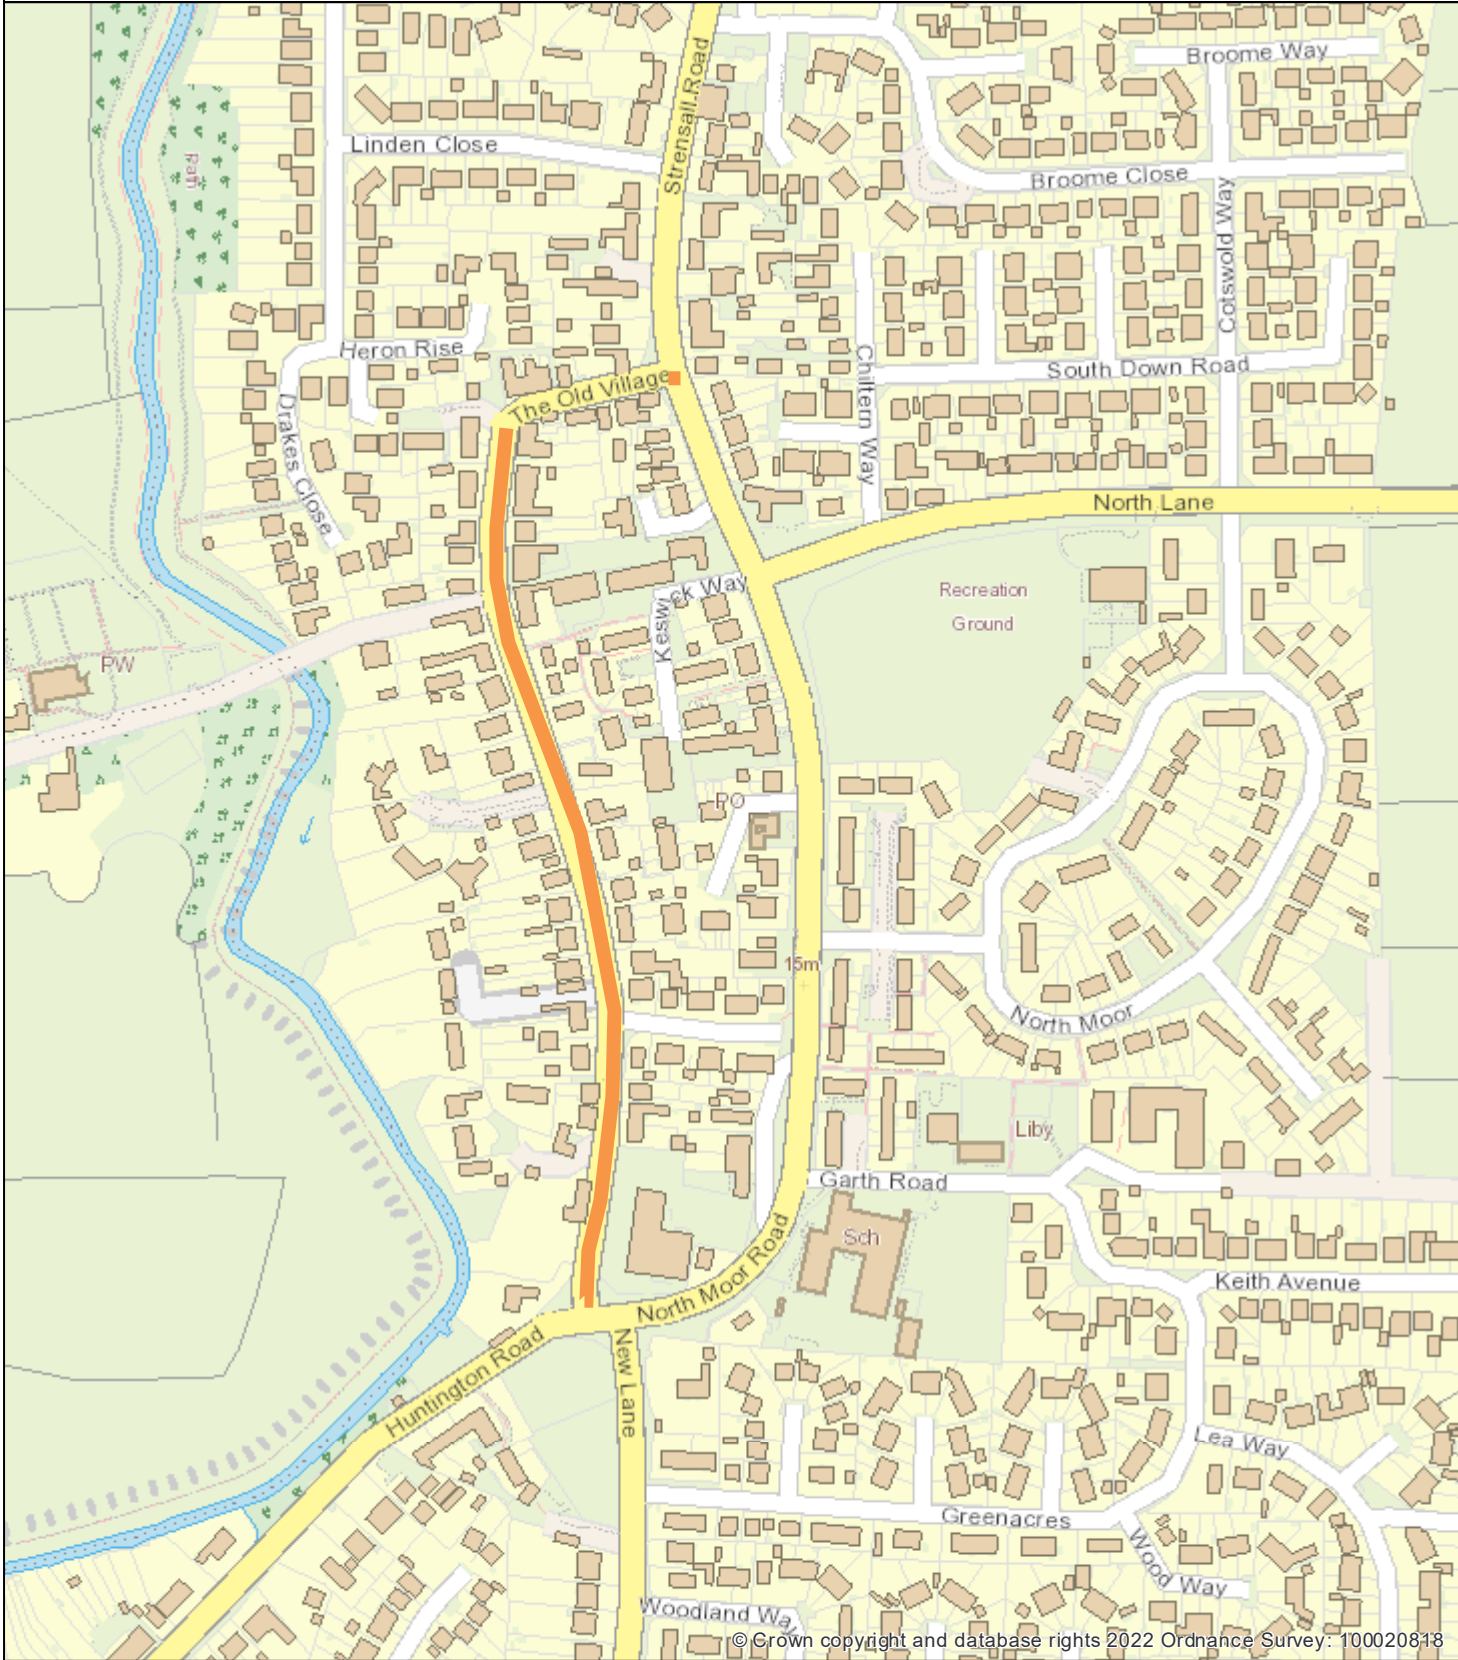 Broome Way
Strensall Road
Linden Close
Path
Broome Close
Cotswold Way
Heron Rise
Chiltern Way
South Down Road
The Old Village
Drakes Close
North Lane
Recreation
Ground
Keswick Way
PW
PO
15m
North Moor
Liby
Garth Road
Sch
Keith Avenue
North Moor Road
New Lane
Huntington Road
Lea Way
Greenacres
Wood Way
Woodland Wa
© Crown copyright and database rights 2022 Ordnance Survey: 100020818